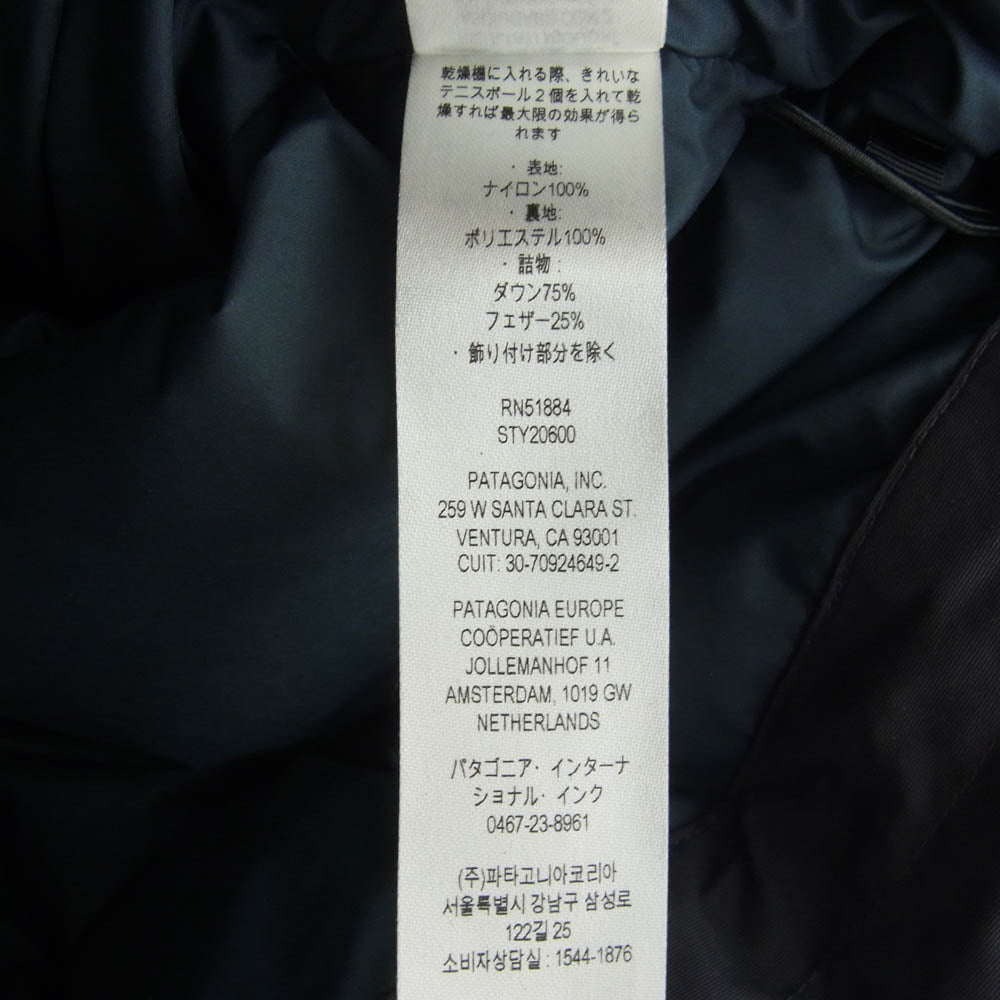 乾燥機に入れる際、きれいな
テニスボール２個を入れて乾
燥すれば最大限の効果が得ら
れます
・表地:
ナイロン100%
・裏地:
ポリエステル100%
・詰物:
ダウン75%
フェザー25%
・飾り付け部分を除く
RN51884
STY20600
PATAGONIA, INC.
259 W SANTA CLARA ST.
VENTURA, CA 93001
CUIT: 30-70924649-2
PATAGONIA EUROPE
COÖPERATIEF U.A.
JOLLEMANHOF 11
AMSTERDAM, 1019 GW
NETHERLANDS
パタゴニア・インターナ
ショナル・インク
0467-23-8961
(주)파타고니아코리아
서울특별시 강남구 삼성로
122길 25
소비자상담실 : 1544-1876